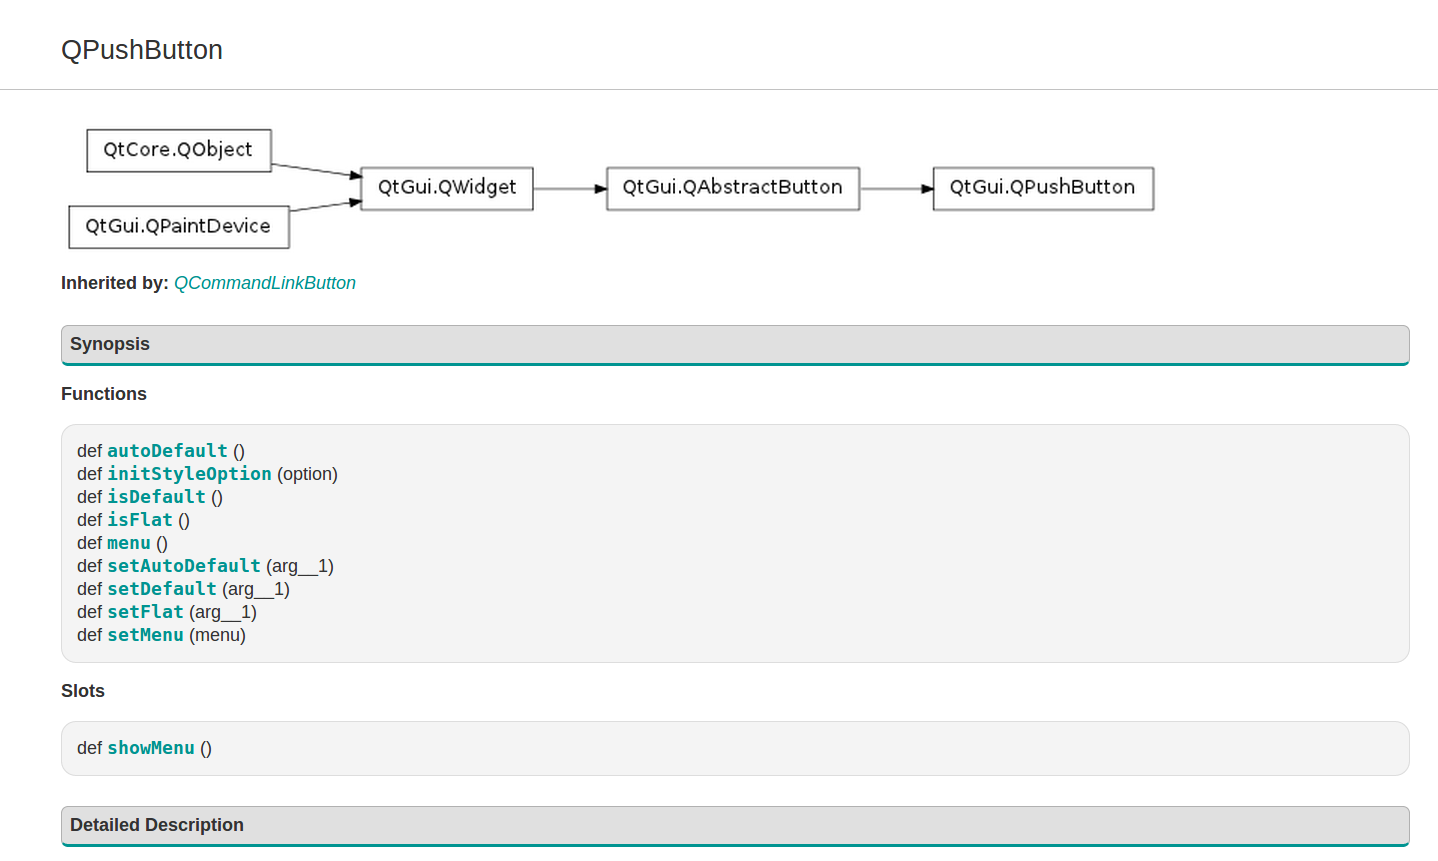 QPushButton
QtCore.QObject
QtGui.QPaintDevice
QtGui.QWidget
QtGui.QAbstractButton
QtGui.QPushButton
Inherited by: QCommandLinkButton
Synopsis
Functions
def autoDefault ()
def initStyleOption (option)
def isDefault ()
def isFlat ()
def menu ()
def setAutoDefault (arg__1)
def setDefault (arg__1)
def setFlat (arg__1)
def setMenu (menu)
Slots
def showMenu ()
Detailed Description